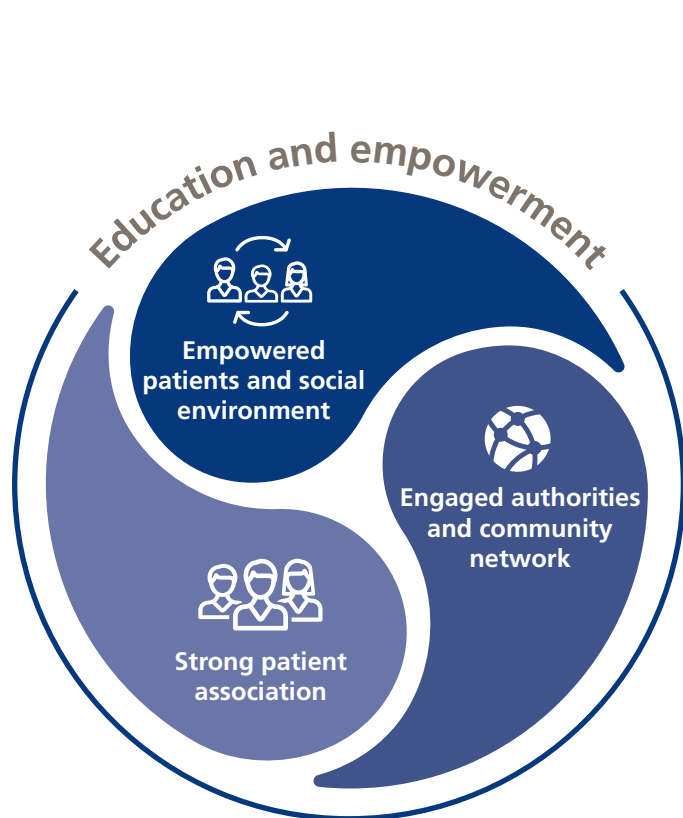 Education and empowerment
Empowered
patients and social
environment
Engaged authorities
and community
network
Strong patient
association